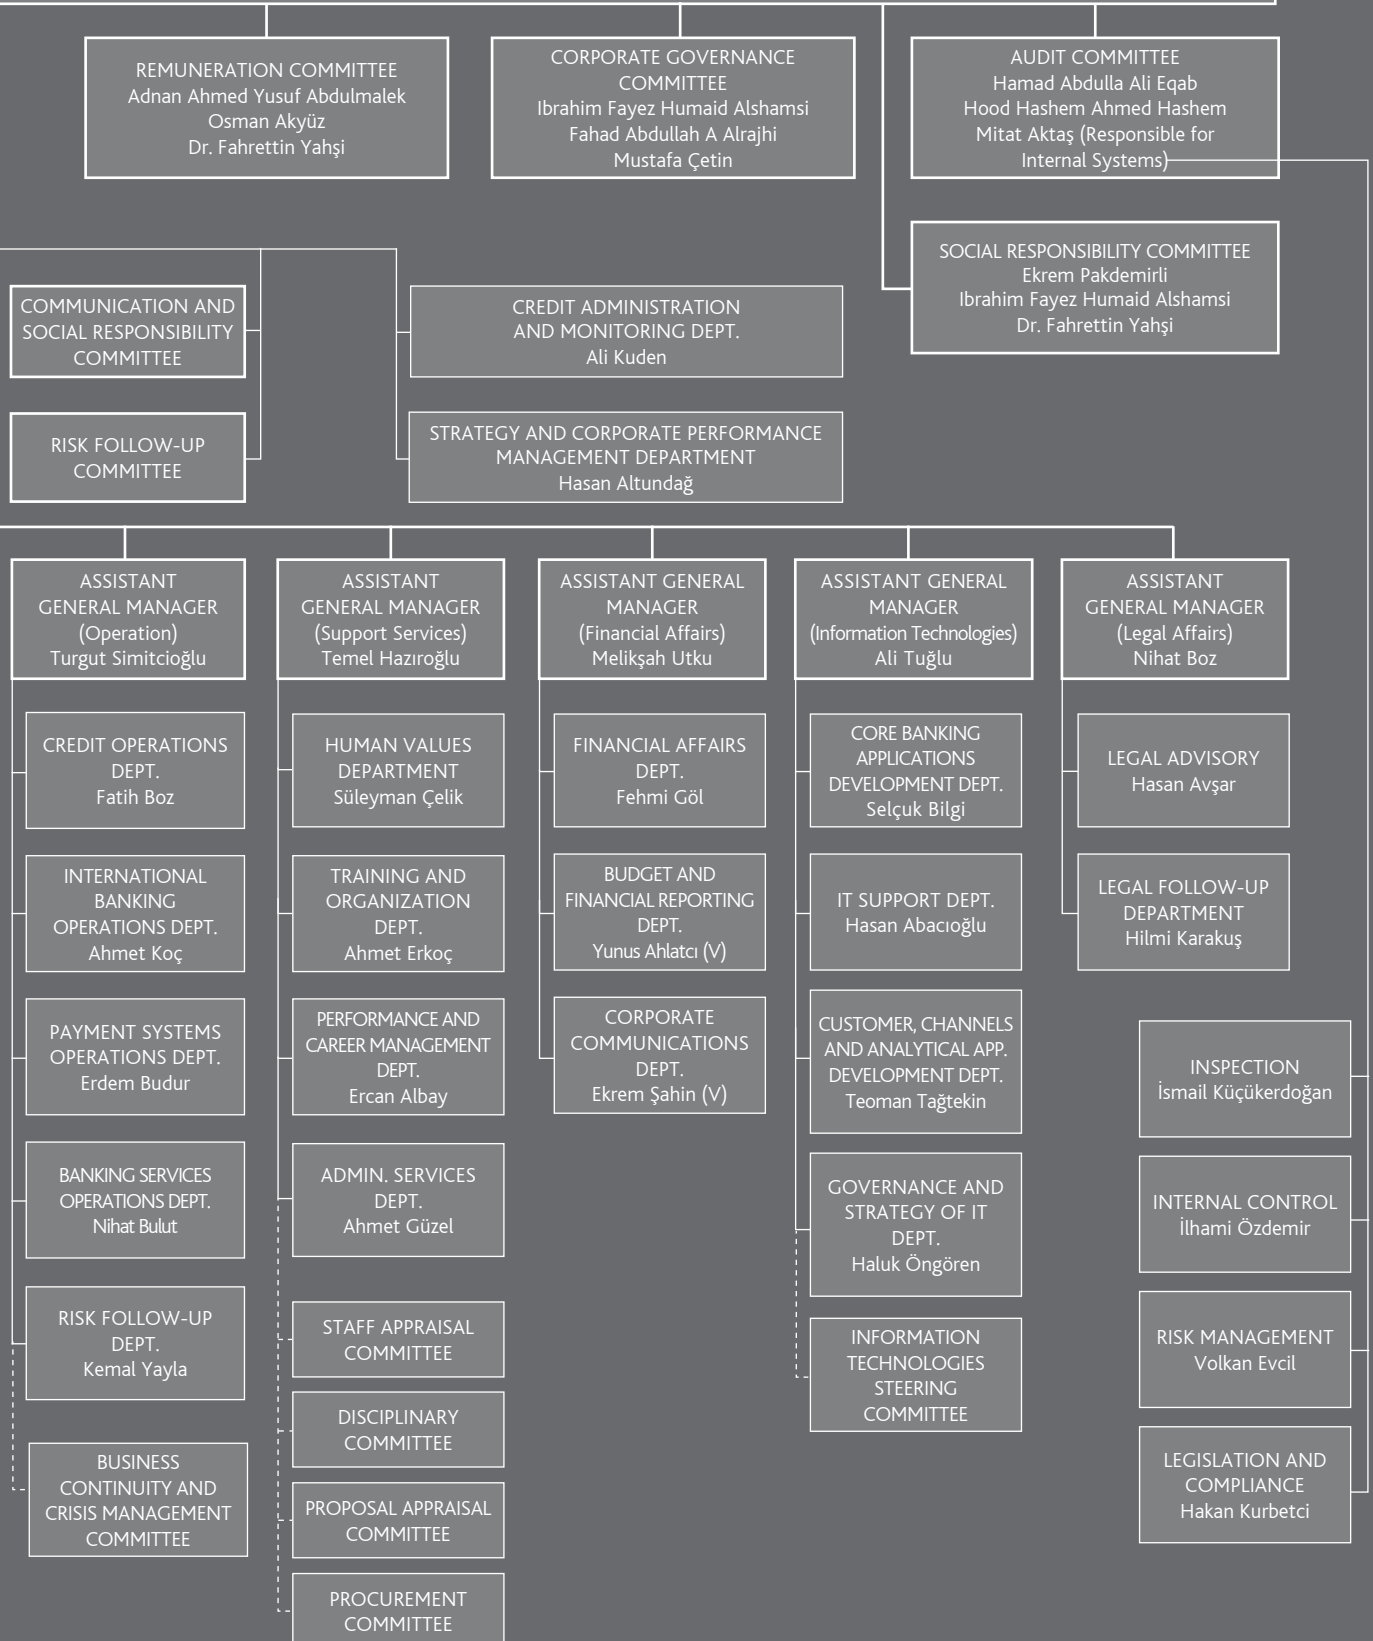 REMUNERATION COMMITTEE
Adnan Ahmed Yusuf Abdulmalek
Osman Akyüz
Dr. Fahrettin Yahşi
CORPORATE GOVERNANCE
COMMITTEE
Ibrahim Fayez Humaid Alshamsi
Fahad Abdullah A Alrajhi
Mustafa Çetin
AUDIT COMMITTEE
Hamad Abdulla Ali Eqab
Hood Hashem Ahmed Hashem
Mitat Aktaş (Responsible for
Internal Systems)
SOCIAL RESPONSIBILITY COMMITTEE
Ekrem Pakdemirli
Ibrahim Fayez Humaid Alshamsi
Dr. Fahrettin Yahşi
COMMUNICATION AND
SOCIAL RESPONSIBILITY
COMMITTEE
CREDIT ADMINISTRATION
AND MONITORING DEPT.
Ali Kuden
RISK FOLLOW-UP
COMMITTEE
STRATEGY AND CORPORATE PERFORMANCE
MANAGEMENT DEPARTMENT
Hasan Altundağ
ASSISTANT
GENERAL MANAGER
(Operation)
Turgut Simitcioğlu
CREDIT OPERATIONS
DEPT.
Fatih Boz
INTERNATIONAL
BANKING
OPERATIONS DEPT.
Ahmet Koç
PAYMENT SYSTEMS
OPERATIONS DEPT.
Erdem Budur
BANKING SERVICES
OPERATIONS DEPT.
Nihat Bulut
RISK FOLLOW-UP
DEPT.
Kemal Yayla
BUSINESS
CONTINUITY AND
CRISIS MANAGEMENT
COMMITTEE
ASSISTANT
GENERAL MANAGER
(Support Services)
Temel Hazıroğlu
HUMAN VALUES
DEPARTMENT
Süleyman Çelik
TRAINING AND
ORGANIZATION
DEPT.
Ahmet Erkoç
PERFORMANCE AND
CAREER MANAGEMENT
DEPT.
Ercan Albay
ADMIN. SERVICES
DEPT.
Ahmet Güzel
STAFF APPRAISAL
COMMITTEE
DISCIPLINARY
COMMITTEE
PROPOSAL APPRAISAL
COMMITTEE
PROCUREMENT
COMMITTEE
ASSISTANT GENERAL
MANAGER
(Financial Affairs)
Melikşah Utku
FINANCIAL AFFAIRS
DEPT.
Fehmi Göl
BUDGET AND
FINANCIAL REPORTING
DEPT.
Yunus Ahlatcı (V)
CORPORATE
COMMUNICATIONS
DEPT.
Ekrem Şahin (V)
ASSISTANT GENERAL
MANAGER
(Information Technologies)
Ali Tuğlu
CORE BANKING
APPLICATIONS
DEVELOPMENT DEPT.
Selçuk Bilgi
IT SUPPORT DEPT.
Hasan Abacıoğlu
CUSTOMER, CHANNELS
AND ANALYTICAL APP.
DEVELOPMENT DEPT.
Teoman Tağtekin
GOVERNANCE AND
STRATEGY OF IT
DEPT.
Haluk Öngören
INFORMATION
TECHNOLOGIES
STEERING
COMMITTEE
ASSISTANT
GENERAL MANAGER
(Legal Affairs)
Nihat Boz
LEGAL ADVISORY
Hasan Avşar
LEGAL FOLLOW-UP
DEPARTMENT
Hilmi Karakuş
INSPECTION
İsmail Küçükerdoğan
INTERNAL CONTROL
İlhami Özdemir
RISK MANAGEMENT
Volkan Evcil
LEGISLATION AND
COMPLIANCE
Hakan Kurbetci